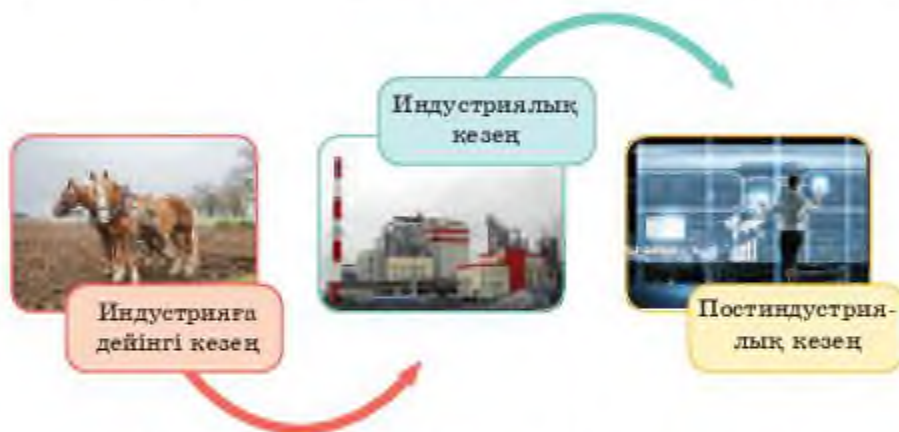 Индустрияға
дейінгі кезең
Индустриялық
кезең
Постиндустрия-
лық кезең